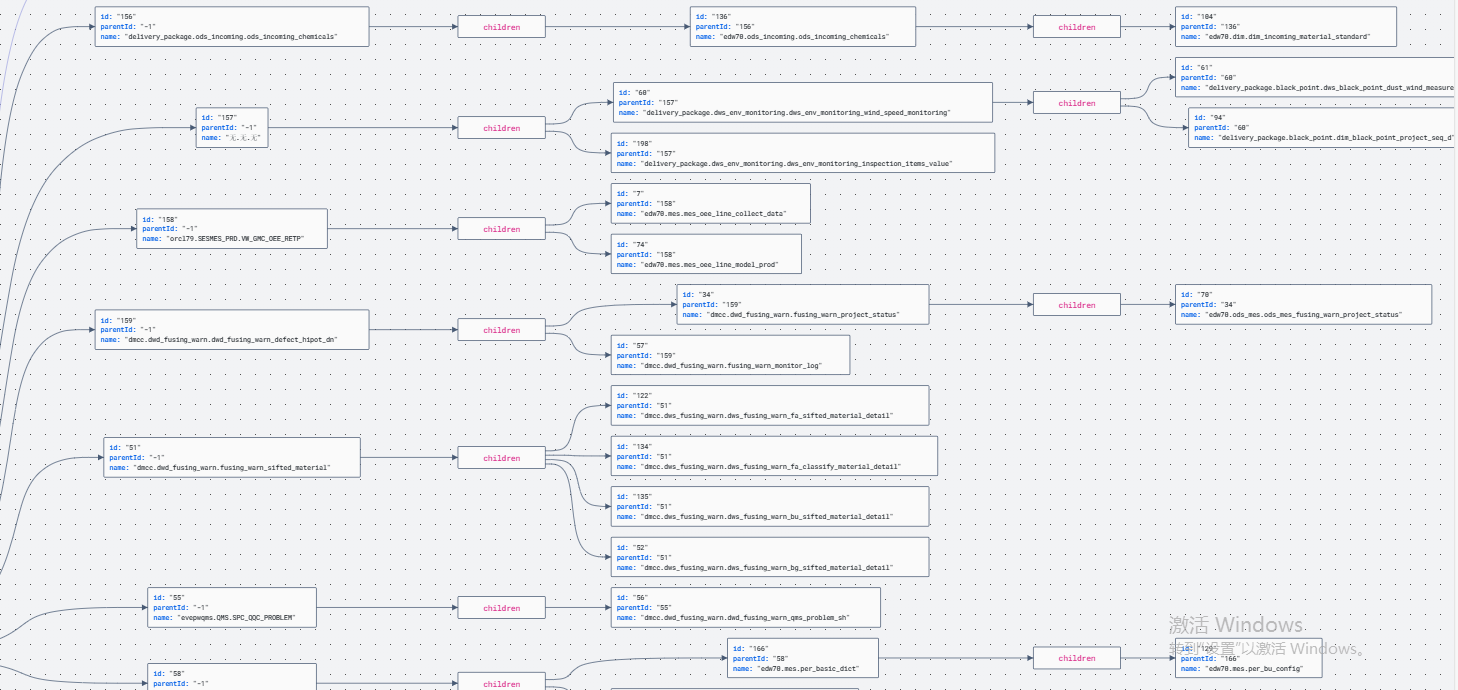 id: "156"
parentId: "-1"
name: "delivery_package.ods_incoming.ods_incoming_chemicals"
children
id: "136"
parentId: "156"
name: "edw70.ods_incoming.ods_incoming_chemicals"
children
id: "104"
parentId: "136"
name: "edw70.dim.dim_incoming_material_standard"
id: "157"
parentId: "-1"
name: "无.无.无"
children
id: "60"
parentId: "157"
name: "delivery_package.dws_env_monitoring.dws_env_monitoring_wind_speed_monitoring"
children
id: "61"
parentId: "60"
name: "delivery_package.black_point.dws_black_point_dust_wind_measure
id: "94"
parentId: "60"
name: "delivery_package.black_point.dim_black_point_project_seq_d"
id: "198"
parentId: "157"
name: "delivery_package.dws_env_monitoring.dws_env_monitoring_inspection_items_value"
id: "158"
parentId: "-1"
name: "orcl79.SESMES_PRD.VW_GMC_OEE_RETP"
children
id: "7"
parentId: "158"
name: "edw70.mes.mes_oee_line_collect_data"
id: "74"
parentId: "158"
name: "edw70.mes.mes_oee_line_model_prod"
id: "159"
parentId: "-1"
name: "dmcc.dwd_fusing_warn.dwd_fusing_warn_defect_hipot_dn"
children
id: "34"
parentId: "159"
name: "dmcc.dwd_fusing_warn.fusing_warn_project_status"
children
id: "70"
parentId: "34"
name: "edw70.ods_mes.ods_mes_fusing_warn_project_status"
id: "57"
parentId: "159"
name: "dmcc.dwd_fusing_warn.fusing_warn_monitor_log"
id: "51"
parentId: "-1"
name: "dmcc.dwd_fusing_warn.fusing_warn_sifted_material"
children
id: "122"
parentId: "51"
name: "dmcc.dws_fusing_warn.dws_fusing_warn_fa_sifted_material_detail"
id: "134"
parentId: "51"
name: "dmcc.dws_fusing_warn.dws_fusing_warn_fa_classify_material_detail"
id: "135"
parentId: "51"
name: "dmcc.dws_fusing_warn.dws_fusing_warn_bu_sifted_material_detail"
id: "52"
parentId: "51"
name: "dmcc.dws_fusing_warn.dws_fusing_warn_bg_sifted_material_detail"
id: "55"
parentId: "-1"
name: "evepwqms.QMS.SPC_QQC_PROBLEM"
children
id: "56"
parentId: "55"
name: "dmcc.dwd_fusing_warn.dwd_fusing_warn_qms_problem_sh"
id: "58"
parentId: "-1"
children
id: "166"
parentId: "58"
name: "edw70.mes.per_basic_dict"
children
parentId: "166"
name: "edw70.mes.per_bu_config"
激活 Windows
转到"设置"以激活 Windows。